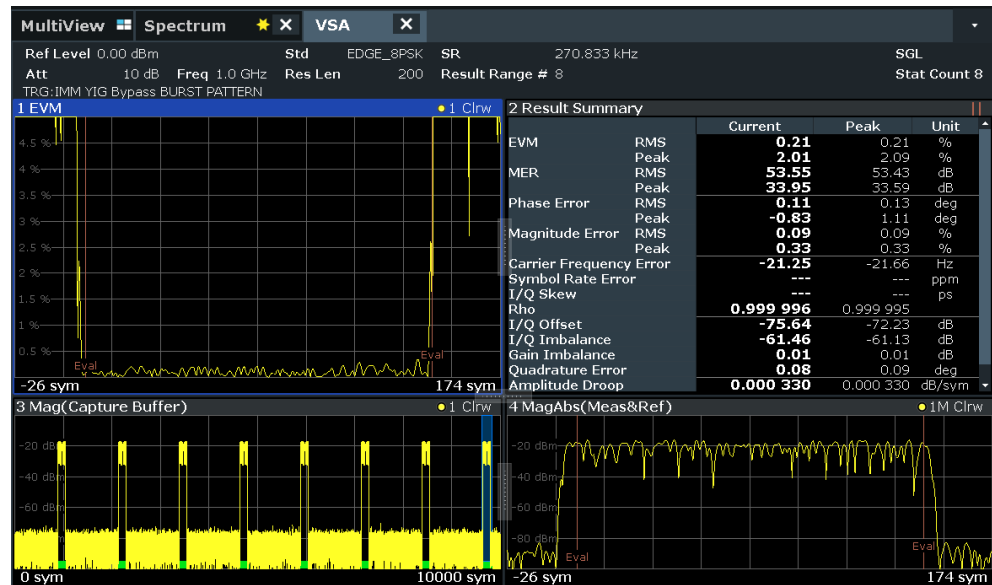 MultiView Spectrum VSA
Ref Level 0.00 dBm Std EDGE_8PSK SR 270.833 kHz SGL
Att 10 dB Freq 1.0 GHz Res Len 200 Result Range # 8 Stat Count 8
TRG:IMM YIG Bypass BURST PATTERN
1 EVM 1 Clrw
4.5 %
4 %
3.5 %
3 %
2.5 %
2 %
1.5 %
1 %
0.5 %
Eval Eval
-26 sym 174 sym
2 Result Summary
Current Peak Unit
EVM RMS 0.21 0.21 %
Peak 2.01 2.09 %
MER RMS 53.55 53.43 dB
Peak 33.95 33.59 dB
Phase Error RMS 0.11 0.13 deg
Peak -0.83 1.11 deg
Magnitude Error RMS 0.09 0.09 %
Peak 0.33 0.33 %
Carrier Frequency Error -21.25 -21.66 Hz
Symbol Rate Error --- --- ppm
I/Q Skew --- --- ps
Rho 0.999 996 0.999 995
I/Q Offset -75.64 -72.23 dB
I/Q Imbalance -61.46 -61.13 dB
Gain Imbalance 0.01 0.01 dB
Quadrature Error 0.08 0.09 deg
Amplitude Droop 0.000 330 0.000 330 dB/sym
3 Mag(Capture Buffer) 1 Clrw
-20 dBm
-40 dBm
-60 dBm
-80 dBm
0 sym 10000 sym
4 MagAbs(Meas&Ref) 1M Clrw
-20 dBm
-40 dBm
-60 dBm
-80 dBm
Eval Eval
-26 sym 174 sym